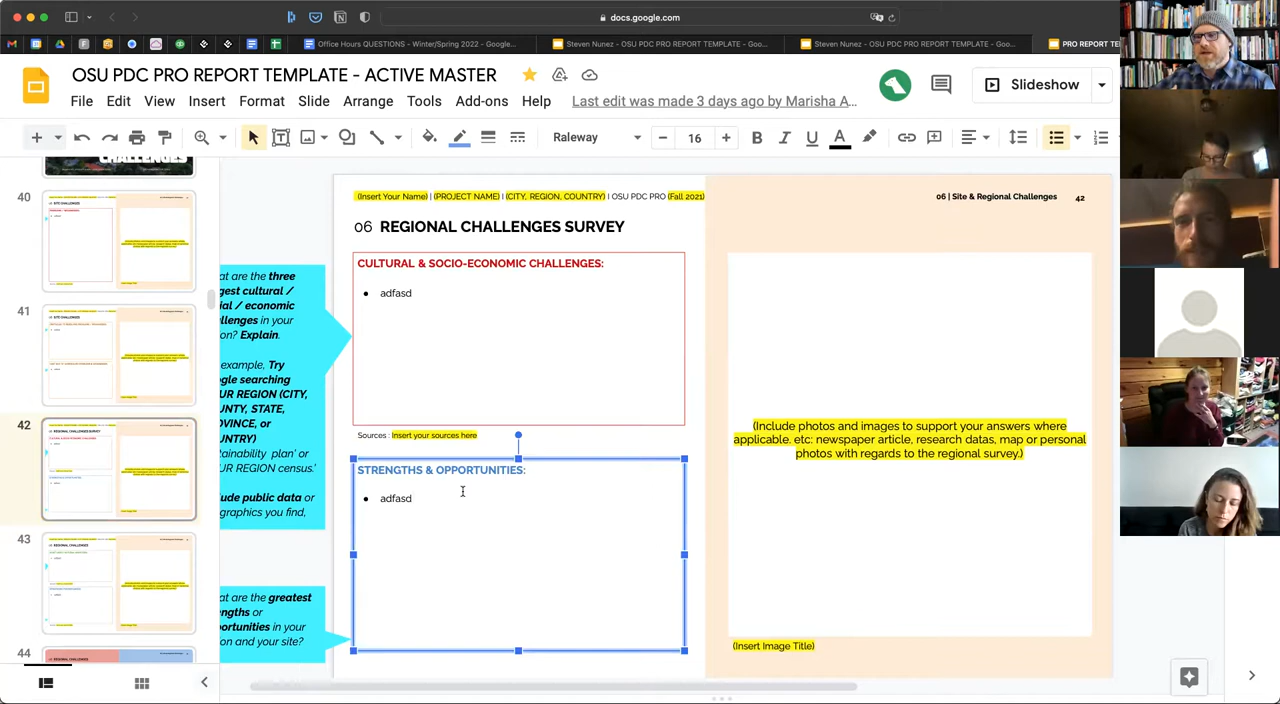 docs.google.com
Office Hours QUESTIONS - Winter/Spring 2022 - Google...
Steven Nunez - OSU PDC PRO REPORT TEMPLATE - Goo...
Steven Nunez - OSU PDC PRO REPORT TEMPLATE - Goo...
PRO REPORT TE
OSU PDC PRO REPORT TEMPLATE - ACTIVE MASTER
File Edit View Insert Format Slide Arrange Tools Add-ons Help Last edit was made 3 days ago by Marisha A...
Slideshow
Raleway
16
CHALLENGES
40
41
42
43
44
at are the three
gest cultural /
ial / economic
llenges in your
on? Explain.
example, Try
gle searching
UR REGION (CITY,
UNTY, STATE,
OVINCE, or
UNTRY)
tainability plan' or
UR REGION census.'
lude public data or
graphics you find,
at are the greatest
ngths or
ortunities in your
on and your site?
(Insert Your Name) | (PROJECT NAME) | (CITY, REGION, COUNTRY) | OSU PDC PRO (Fall 2021)
06 REGIONAL CHALLENGES SURVEY
CULTURAL & SOCIO-ECONOMIC CHALLENGES:
adfasd
Sources : Insert your sources here
STRENGTHS & OPPORTUNITIES:
adfasd
06 | Site & Regional Challenges 42
(Include photos and images to support your answers where
applicable. etc: newspaper article, research datas, map or personal
photos with regards to the regional survey.)
(Insert Image Title)